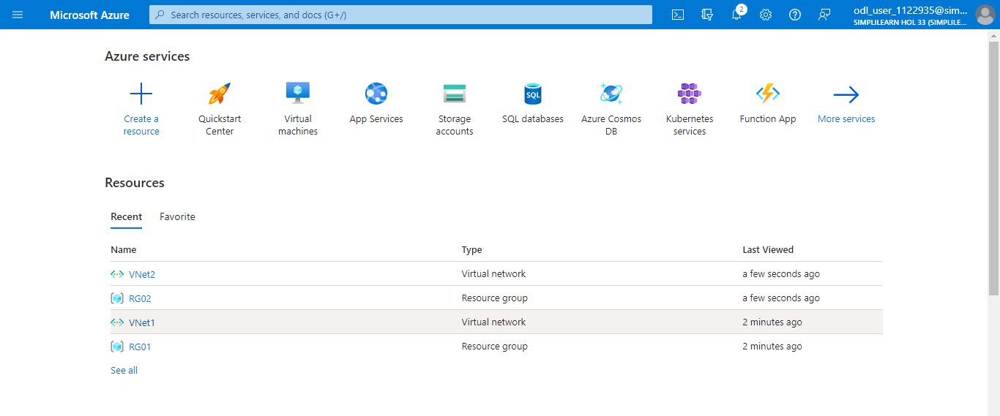 Microsoft Azure
Search resources, services, and docs (G+/)
2
odl_user_1122935@sim...
SIMPLILEARN HOL 33 (SIMPLILE...
Azure services
Create a
resource
Quickstart
Center
Virtual
machines
App Services
Storage
accounts
SQL
SQL databases
Azure Cosmos
DB
Kubernetes
services
Function App
More services
Resources
Recent Favorite
Name Type Last Viewed
VNet2 Virtual network a few seconds ago
RG02 Resource group a few seconds ago
VNet1 Virtual network 2 minutes ago
RG01 Resource group 2 minutes ago
See all